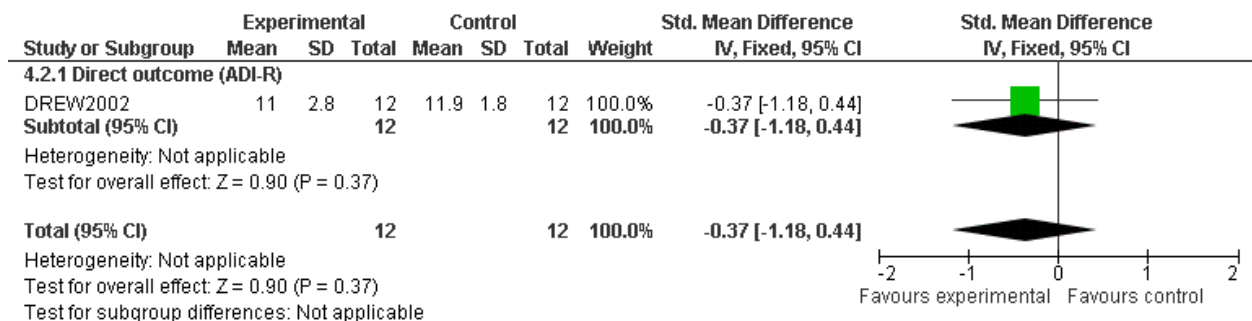 Experimental Control Std. Mean Difference Std. Mean Difference
Study or Subgroup Mean SD Total Mean SD Total Weight IV, Fixed, 95% CI IV, Fixed, 95% CI
4.2.1 Direct outcome (ADI-R)
DREW2002 11 2.8 12 11.9 1.8 12 100.0% -0.37 [-1.18, 0.44]
Subtotal (95% CI) 12 12 100.0% -0.37 [-1.18, 0.44]
Heterogeneity: Not applicable
Test for overall effect: Z = 0.90 (P = 0.37)
Total (95% CI) 12 12 100.0% -0.37 [-1.18, 0.44]
Heterogeneity: Not applicable
Test for overall effect: Z = 0.90 (P = 0.37)
Test for subgroup differences: Not applicable
-2 -1 0 1 2
Favours experimental Favours control